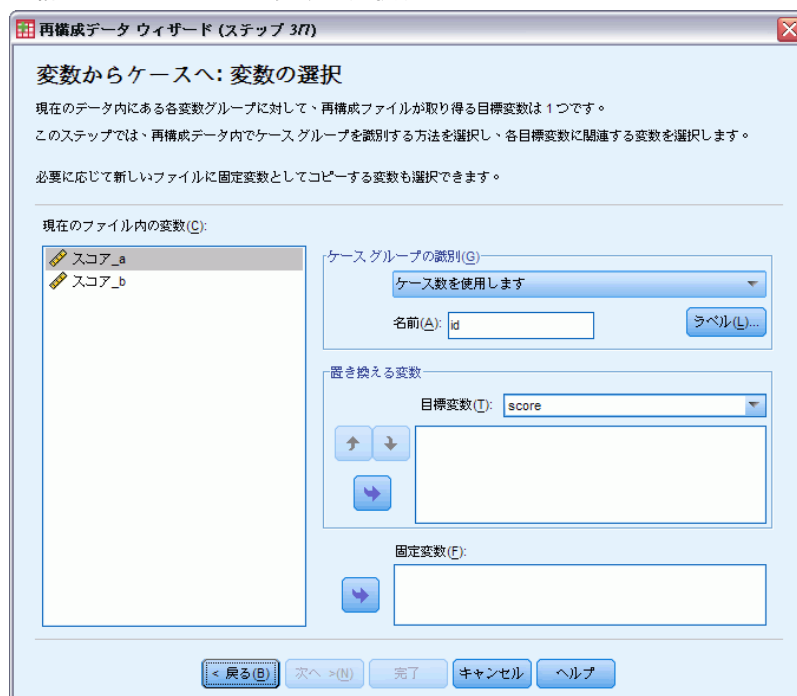 再構成データ ウィザード (ステップ 3/7)
変数からケースへ: 変数の選択
現在のデータ内にある各変数グループに対して、再構成ファイルが取り得る目標変数は 1 つです。
このステップでは、再構成データ内でケース グループを識別する方法を選択し、各目標変数に関連する変数を選択します。
必要に応じて新しいファイルに固定変数としてコピーする変数も選択できます。
現在のファイル内の変数(C):
スコア_a
スコア_b
ケース グループの識別(G)
ケース数を使用します
名前(A): id
ラベル(L)...
置き換える変数
目標変数(T): score
固定変数(F):
< 戻る(B)
次へ >(N)
完了
キャンセル
ヘルプ